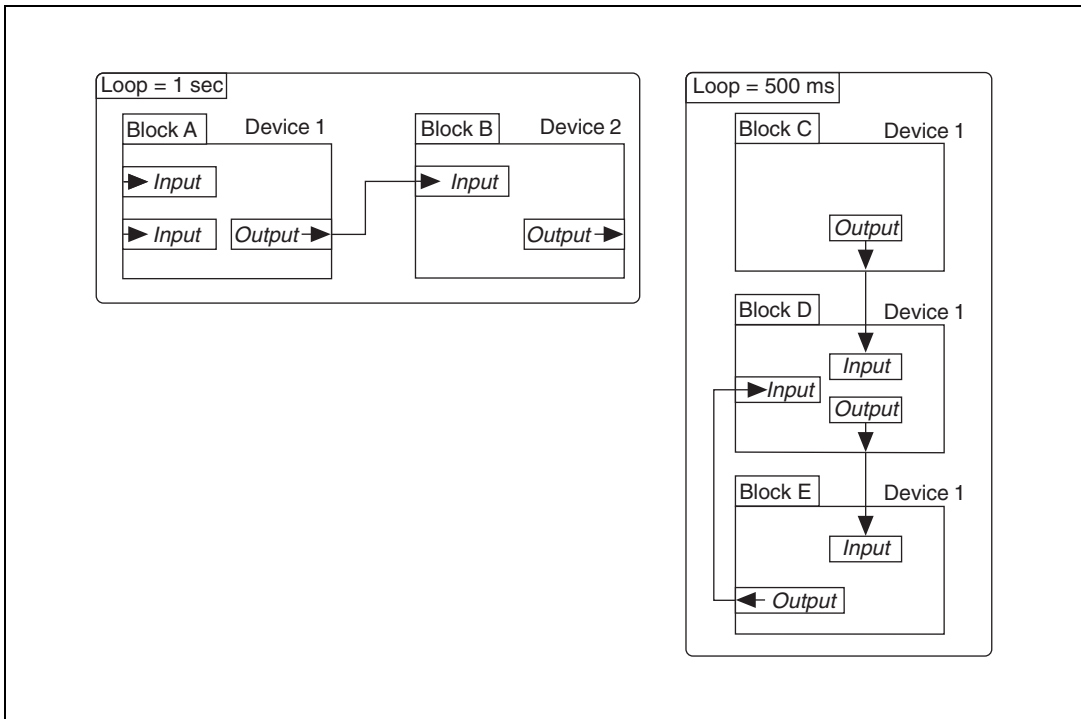 Loop = 1 sec
Block A
Device 1
Input
Input
Output
Block B
Device 2
Input
Output
Loop = 500 ms
Block C
Device 1
Output
Block D
Device 1
Input
Input
Output
Block E
Device 1
Input
Output